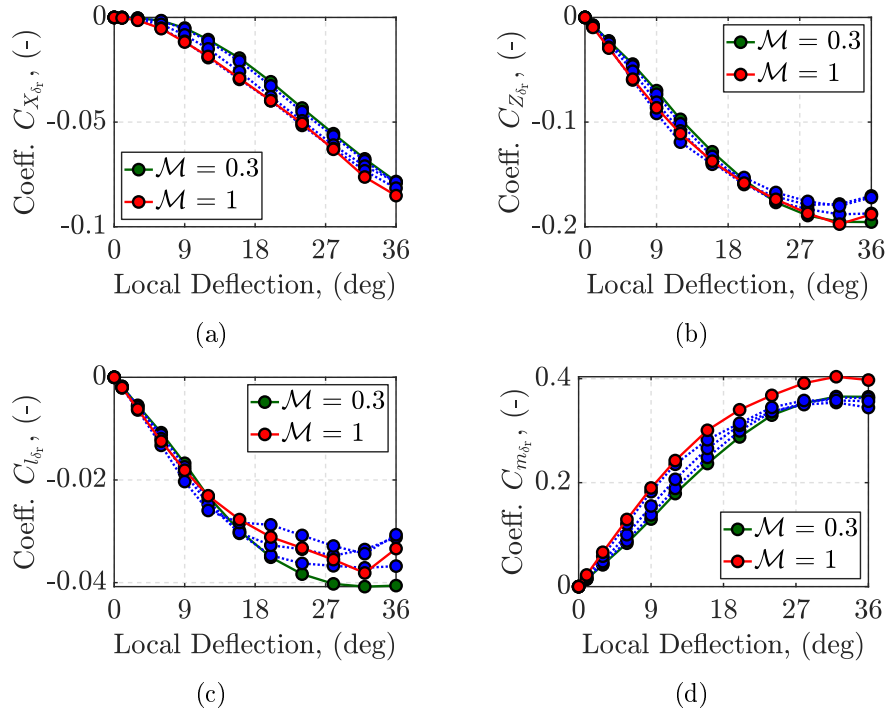 0
-0.05
-0.1
Coeff. C_{X_{δ_r}}, (-)
ℳ = 0.3
ℳ = 1
0 9 18 27 36
Local Deflection, (deg)
(a)
0
-0.1
-0.2
Coeff. C_{Z_{δ_r}}, (-)
ℳ = 0.3
ℳ = 1
0 9 18 27 36
Local Deflection, (deg)
(b)
0
-0.02
-0.04
Coeff. C_{l_{δ_r}}, (-)
ℳ = 0.3
ℳ = 1
0 9 18 27 36
Local Deflection, (deg)
(c)
0.4
0.2
0
Coeff. C_{m_{δ_r}}, (-)
ℳ = 0.3
ℳ = 1
0 9 18 27 36
Local Deflection, (deg)
(d)